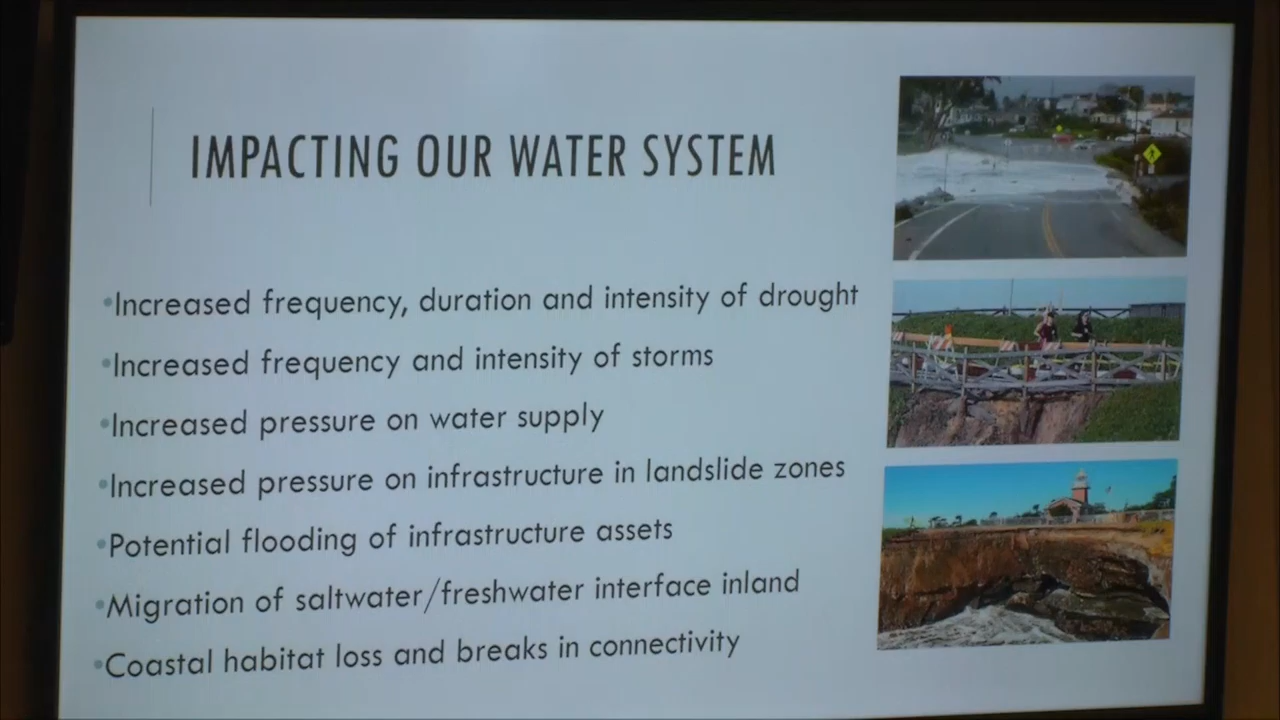 IMPACTING OUR WATER SYSTEM
•Increased frequency, duration and intensity of drought
•Increased frequency and intensity of storms
•Increased pressure on water supply
•Increased pressure on infrastructure in landslide zones
•Potential flooding of infrastructure assets
•Migration of saltwater/freshwater interface inland
•Coastal habitat loss and breaks in connectivity